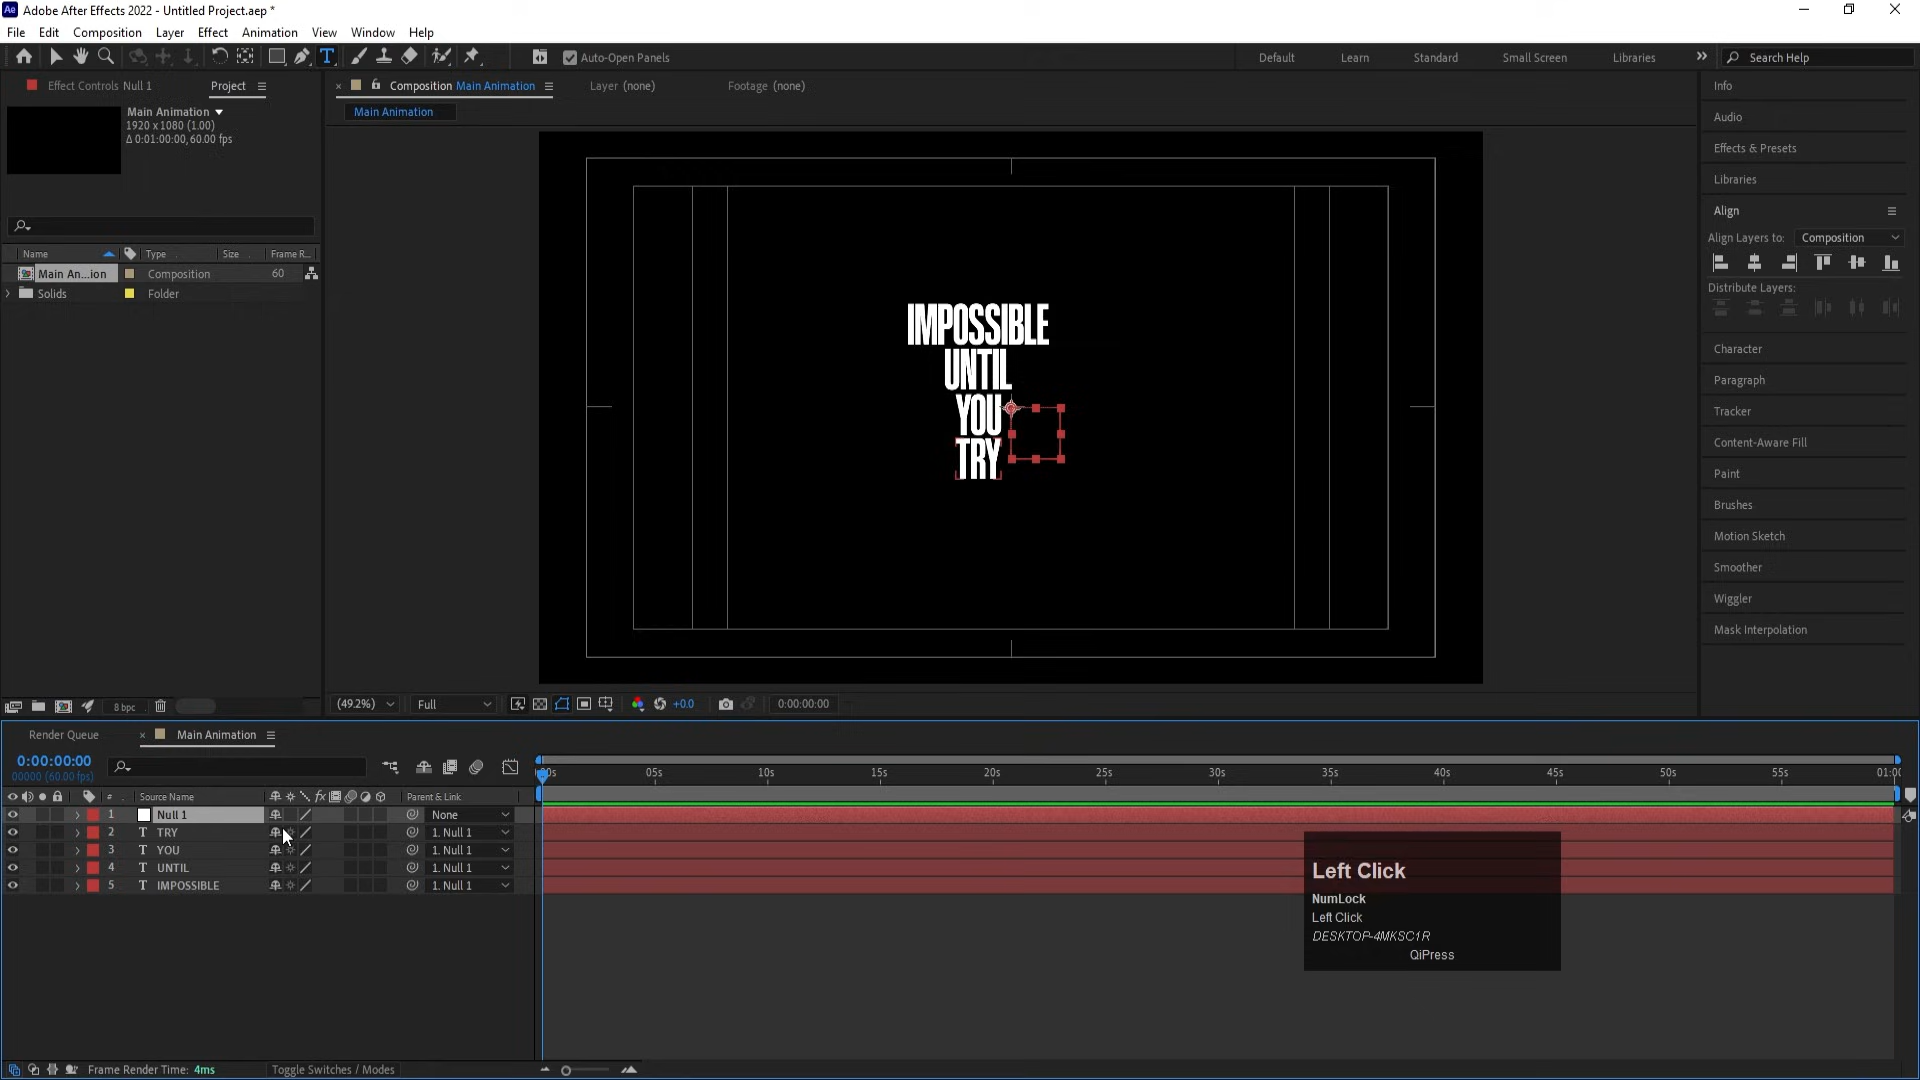 Ae Adobe After Effects 2022 - Untitled Project.aep *
File Edit Composition Layer Effect Animation View Window Help
Auto-Open Panels
Default Learn Standard Small Screen Libraries
Search Help
Effect Controls Null 1
Project
Main Animation
1920 x 1080 (1.00)
Δ 0:01:00:00, 60.00 fps
Name Type Size Frame R...
Main An...ion Composition 60
Solids Folder
8 bpc
Composition Main Animation
Layer (none)
Footage (none)
Main Animation
IMPOSSIBLE
UNTIL
YOU
TRY
(49.2%) Full +0.0 0:00:00:00
Info
Audio
Effects & Presets
Libraries
Align
Align Layers to: Composition
Distribute Layers:
Character
Paragraph
Tracker
Content-Aware Fill
Paint
Brushes
Motion Sketch
Smoother
Wiggler
Mask Interpolation
Render Queue
Main Animation
0:00:00:00
00000 (60.00 fps)
05s 10s 15s 20s 25s 30s 35s 40s 45s 50s 55s
# Source Name fx Parent & Link
1 Null 1 None
2 T TRY 1. Null 1
3 T YOU 1. Null 1
4 T UNTIL 1. Null 1
5 T IMPOSSIBLE 1. Null 1
Left Click
NumLock
Left Click
DESKTOP-4MKSC1R
QiPress
Frame Render Time: 4ms
Toggle Switches / Modes